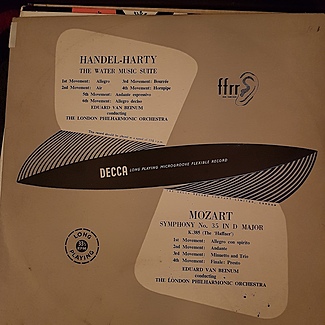 HANDEL-HARTY
THE WATER MUSIC SUITE
1st Movement: Allegro 3rd Movement: Bourrée
2nd Movement: Air 4th Movement: Hornpipe
5th Movement: Andante espressivo
6th Movement: Allegro deciso
EDUARD VAN BEINUM
conducting
THE LONDON PHILHARMONIC ORCHESTRA
ffrr
DECCA LONG PLAYING MICROGROOVE FLEXIBLE RECORD
MOZART
SYMPHONY No. 35 IN D MAJOR
K.385 (The "Haffner")
1st Movement: Allegro con spirito
2nd Movement: Andante
3rd Movement: Minuetto and Trio
4th Movement: Finale: Presto
EDUARD VAN BEINUM
conducting
THE LONDON PHILHARMONIC ORCHESTRA
LONG
33⅓
PLAYING